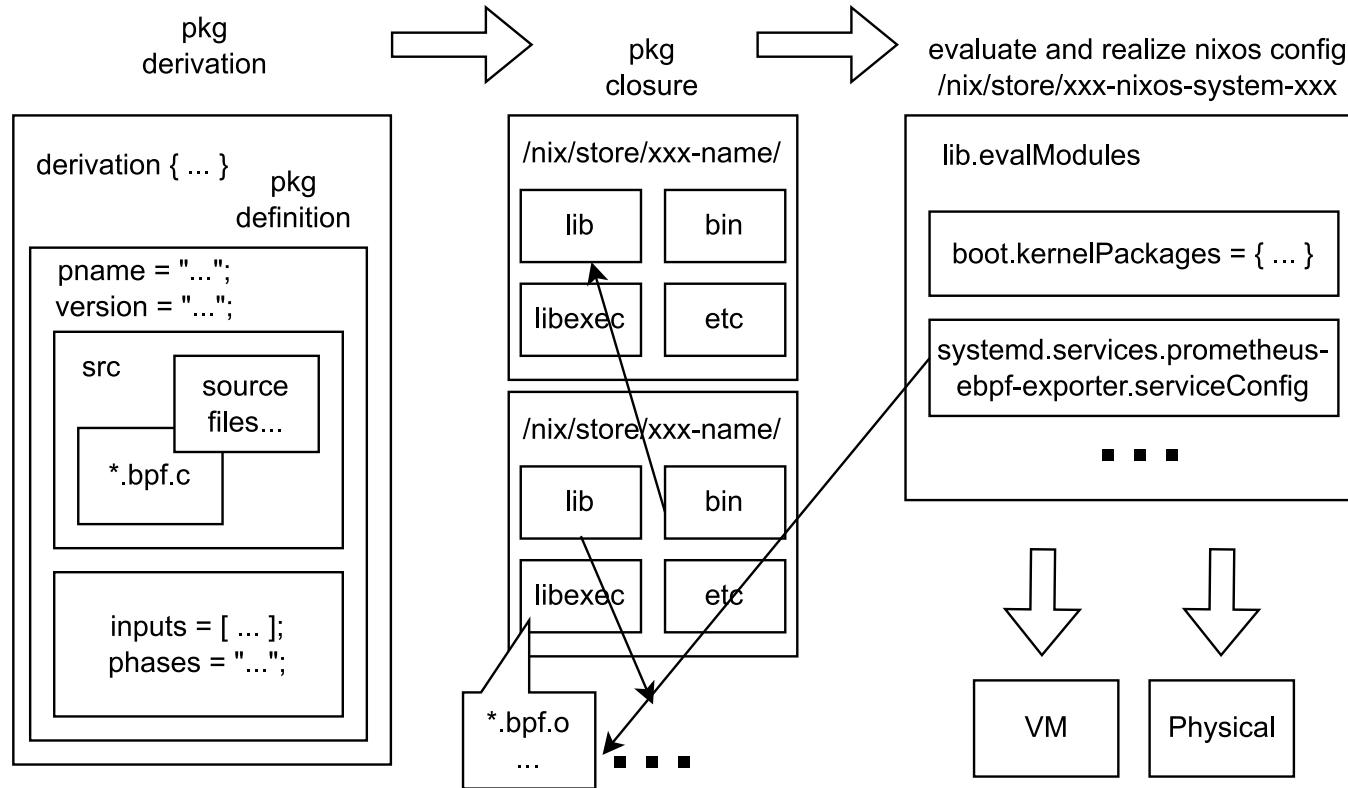 pkg
derivation
pkg
closure
evaluate and realize nixos config
/nix/store/xxx-nixos-system-xxx
derivation { ... }
pkg
definition
pname = "...";
version = "...";
src
source
files...
*.bpf.c
inputs = [ ... ];
phases = "...";
/nix/store/xxx-name/
lib
bin
libexec
etc
/nix/store/xxx-name/
lib
bin
libexec
etc
*.bpf.o
...
lib.evalModules
boot.kernelPackages = { ... }
systemd.services.prometheus-
ebpf-exporter.serviceConfig
VM
Physical